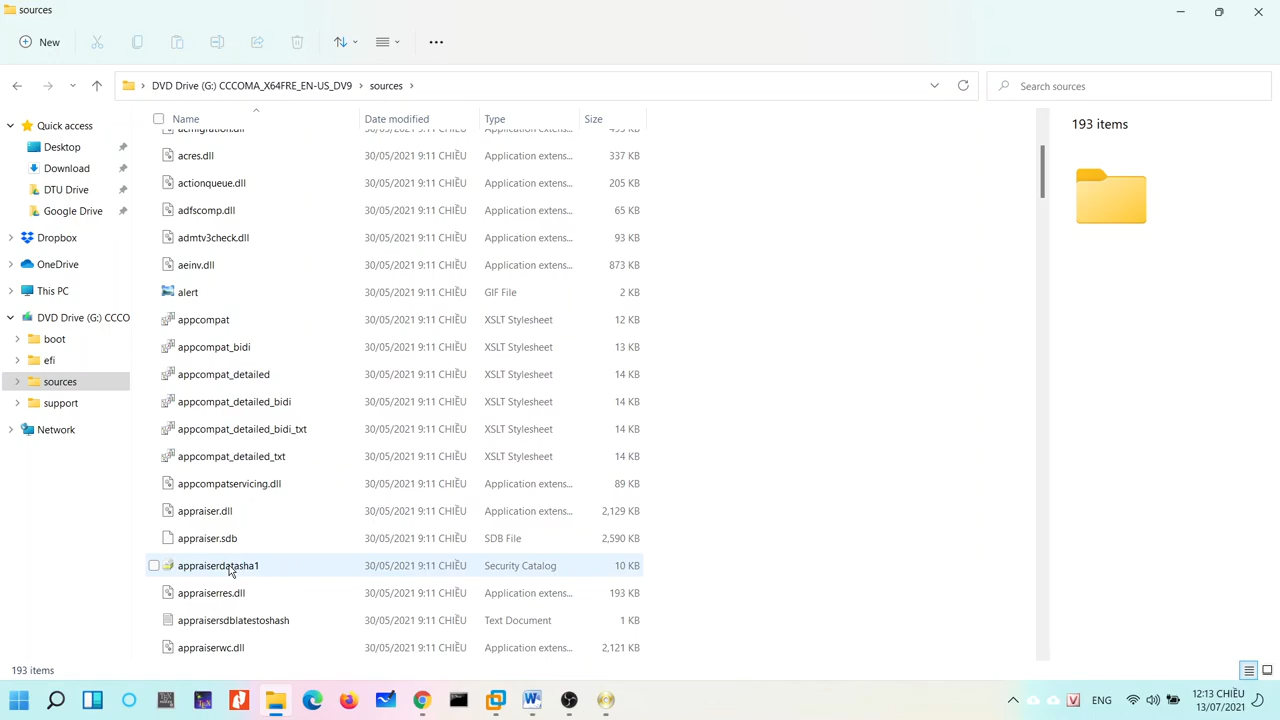 sources
New
DVD Drive (G:) CCCOMA_X64FRE_EN-US_DV9 sources
Search sources
Name Date modified Type Size
193 items
Quick access
Desktop
Download
DTU Drive
Google Drive
Dropbox
OneDrive
This PC
DVD Drive (G:) CCCO
boot
efi
sources
support
Network
acmigration.dll 30/05/2021 9:11 CHIỀU Application extens... 455 KB
acres.dll 30/05/2021 9:11 CHIỀU Application extens... 337 KB
actionqueue.dll 30/05/2021 9:11 CHIỀU Application extens... 205 KB
adfscomp.dll 30/05/2021 9:11 CHIỀU Application extens... 65 KB
admtv3check.dll 30/05/2021 9:11 CHIỀU Application extens... 93 KB
aeinv.dll 30/05/2021 9:11 CHIỀU Application extens... 873 KB
alert 30/05/2021 9:11 CHIỀU GIF File 2 KB
appcompat 30/05/2021 9:11 CHIỀU XSLT Stylesheet 12 KB
appcompat_bidi 30/05/2021 9:11 CHIỀU XSLT Stylesheet 13 KB
appcompat_detailed 30/05/2021 9:11 CHIỀU XSLT Stylesheet 14 KB
appcompat_detailed_bidi 30/05/2021 9:11 CHIỀU XSLT Stylesheet 14 KB
appcompat_detailed_bidi_txt 30/05/2021 9:11 CHIỀU XSLT Stylesheet 14 KB
appcompat_detailed_txt 30/05/2021 9:11 CHIỀU XSLT Stylesheet 14 KB
appcompatservicing.dll 30/05/2021 9:11 CHIỀU Application extens... 89 KB
appraiser.dll 30/05/2021 9:11 CHIỀU Application extens... 2,129 KB
appraiser.sdb 30/05/2021 9:11 CHIỀU SDB File 2,590 KB
appraiserdatasha1 30/05/2021 9:11 CHIỀU Security Catalog 10 KB
appraiserres.dll 30/05/2021 9:11 CHIỀU Application extens... 193 KB
appraisersdblatestoshash 30/05/2021 9:11 CHIỀU Text Document 1 KB
appraiserwc.dll 30/05/2021 9:11 CHIỀU Application extens... 2,121 KB
193 items
ENG
12:13 CHIỀU
13/07/2021